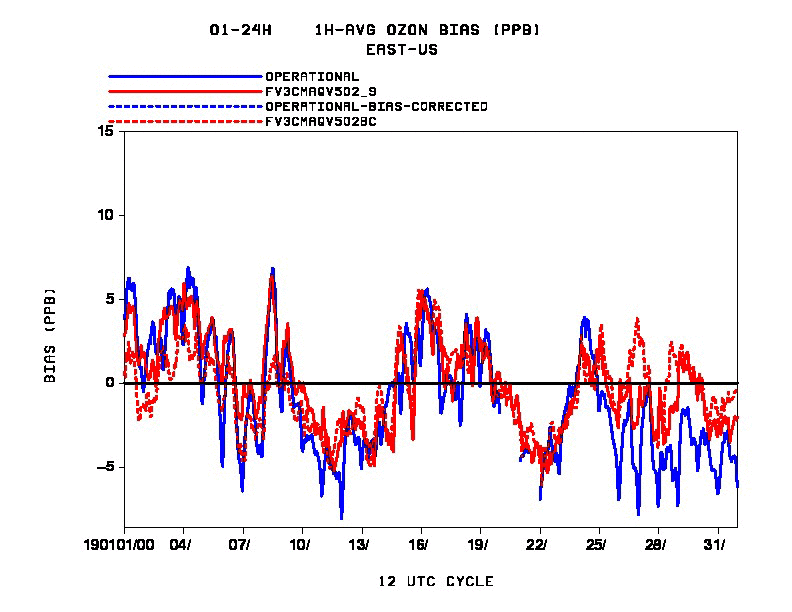 01-24H 1H-AVG OZON BIAS (PPB)
EAST-US
OPERATIONAL
FV3CMAQV502_9
OPERATIONAL-BIAS-CORRECTED
FV3CMAQV502BC
15
10
5
0
-5
BIAS (PPB)
190101/00 04/ 07/ 10/ 13/ 16/ 19/ 22/ 25/ 28/ 31/
12 UTC CYCLE